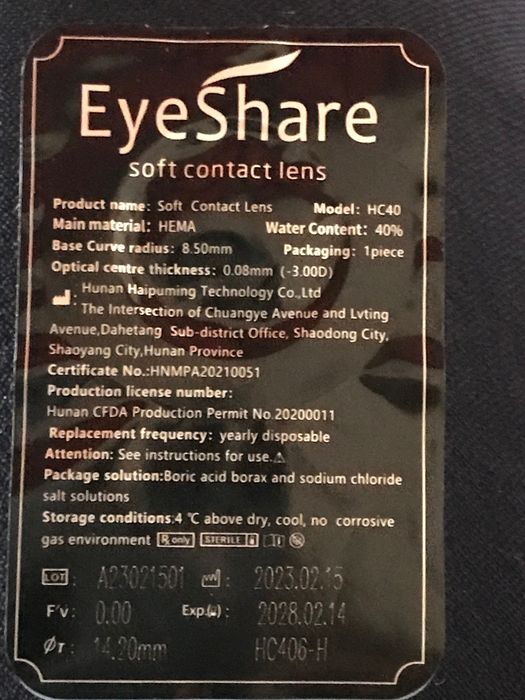 EyeShare
soft contact lens
Product name: Soft Contact Lens Model: HC40
Main material: HEMA Water Content: 40%
Base Curve radius: 8.50mm Packaging: 1piece
Optical centre thickness: 0.08mm (-3.00D)
: Hunan Haipuming Technology Co.,Ltd
The Intersection of Chuangye Avenue and Lvting
Avenue,Dahetang Sub-district Office, Shaodong City,
Shaoyang City,Hunan Province
Certificate No.:HNMPA20210051
Production license number:
Hunan CFDA Production Permit No.20200011
Replacement frequency: yearly disposable
Attention: See instructions for use.⚠
Package solution:Boric acid borax and sodium chloride
salt solutions
Storage conditions:4 ℃ above dry, cool, no corrosive
gas environment ℞ only STERILE
LOT : A23021501 : 2023.02.15
F'v: 0.00 Exp.: 2028.02.14
ØT : 14.20mm HC406-H